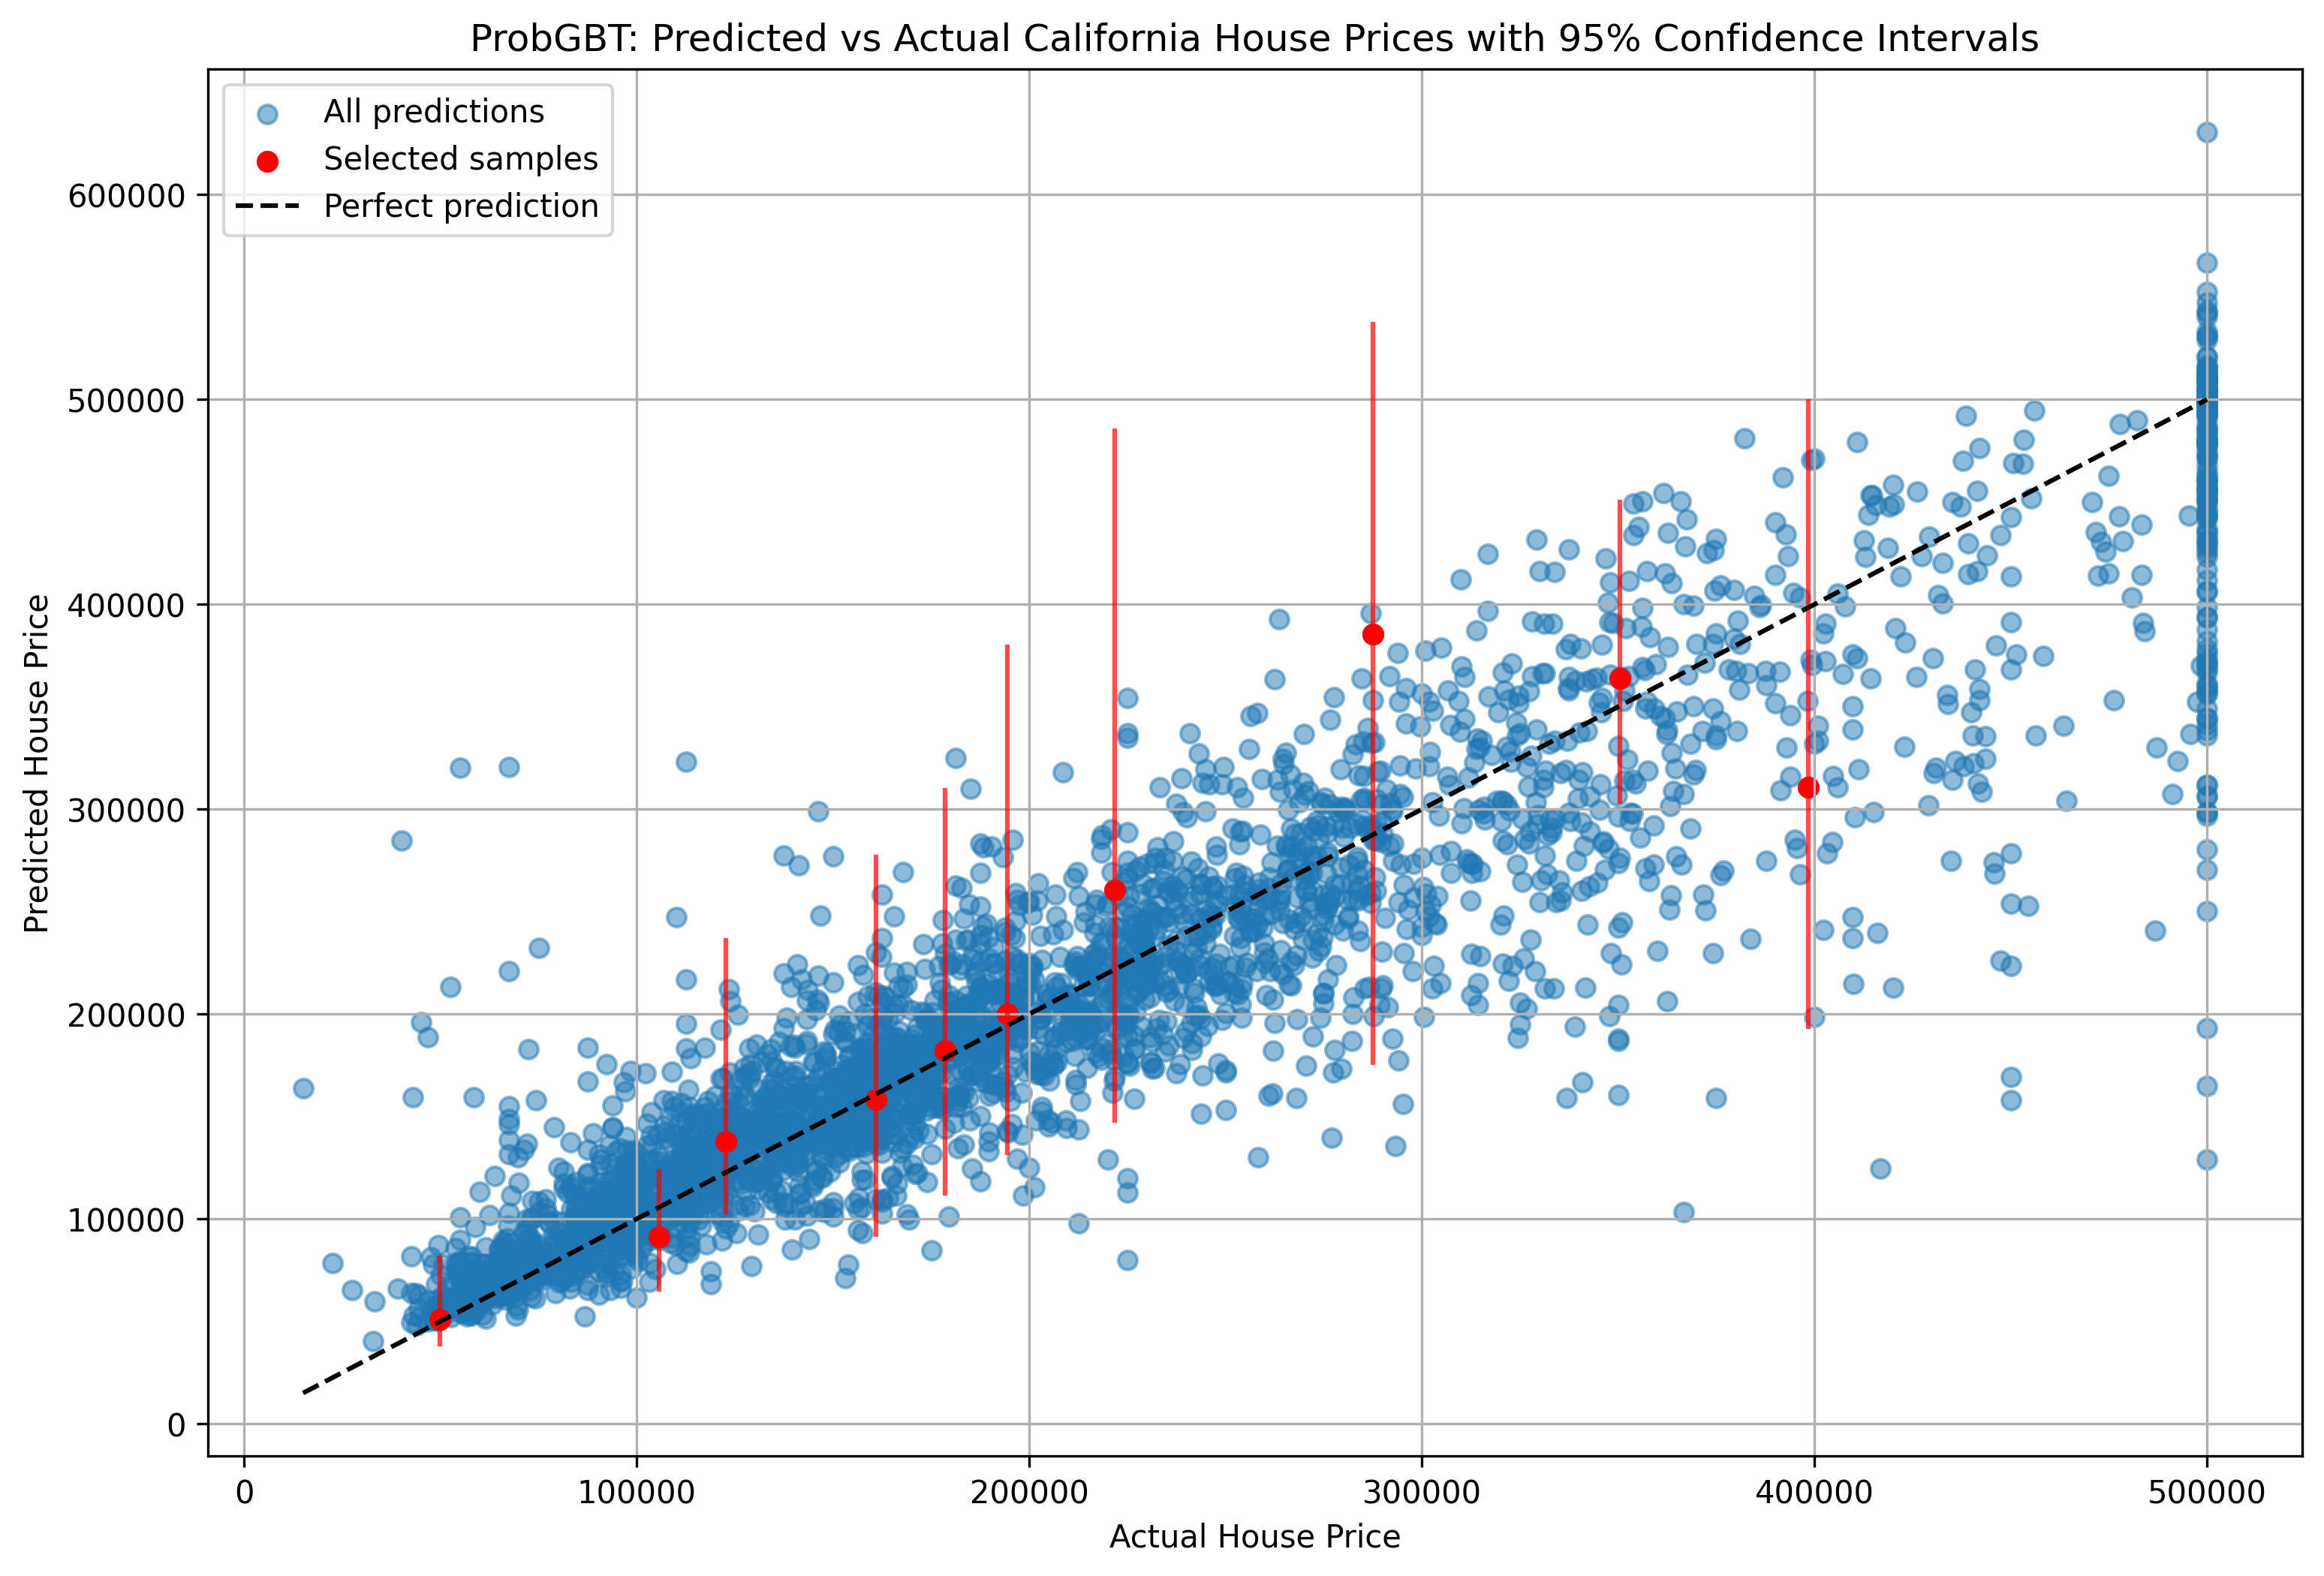 ProbGBT: Predicted vs Actual California House Prices with 95% Confidence Intervals
All predictions
Selected samples
Perfect prediction
Predicted House Price
600000
500000
400000
300000
200000
100000
0
0
100000
200000
300000
400000
500000
Actual House Price